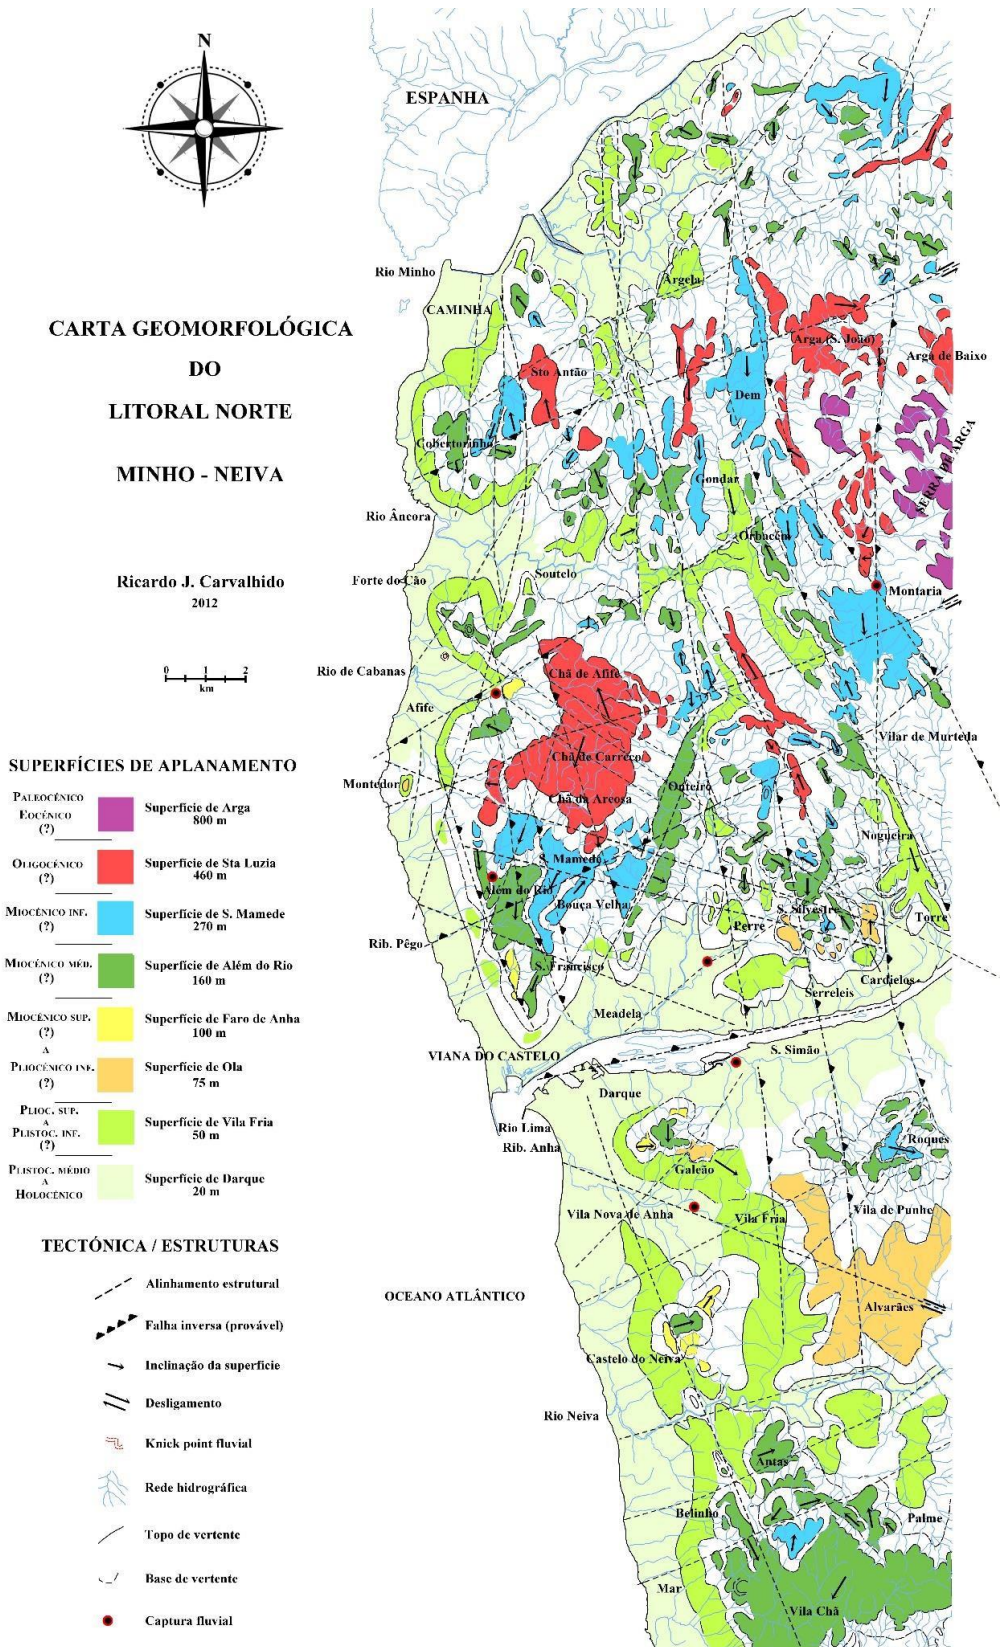 N
CARTA GEOMORFOLÓGICA
DO
LITORAL NORTE
MINHO - NEIVA
Ricardo J. Carvalhido
2012
0 1 2
km
SUPERFÍCIES DE APLANAMENTO
PALEOCÉNICO
EOCÉNICO
(?)
Superfície de Arga
800 m
OLIGOCÉNICO
(?)
Superfície de Sta Luzia
460 m
MIOCÉNICO INF.
(?)
Superfície de S. Mamede
270 m
MIOCÉNICO MÉD.
(?)
Superfície de Além do Rio
160 m
MIOCÉNICO SUP.
(?)
A
PLIOCÉNICO INF.
(?)
Superfície de Faro de Anha
100 m
Superfície de Ola
75 m
PLIOC. SUP.
A
PLISTOC. INF.
(?)
Superfície de Vila Fria
50 m
PLISTOC. MÉDIO
A
HOLOCÉNICO
Superfície de Darque
20 m
TECTÓNICA / ESTRUTURAS
Alinhamento estrutural
Falha inversa (provável)
Inclinação da superfície
Desligamento
Knick point fluvial
Rede hidrográfica
Topo de vertente
Base de vertente
Captura fluvial
ESPANHA
Rio Minho
CAMINHA
Argela
Arga (S. João)
Arga de Baixo
Sto Antão
Dem
SERRA DE ARGA
Cobertorinho
Gondar
Rio Âncora
Orbacém
Forte do Cão
Soutelo
Montaria
Rio de Cabanas
Chã de Afife
Afife
Vilar de Murteda
Chã de Carreço
Montedor
Outeiro
Chã da Areosa
Nogueira
S. Mamede
Além do Rio
Bouça Velha
S. Silvestre
Torre
Perre
Rib. Pêgo
S. Francisco
Cardielos
Serreleis
Meadela
VIANA DO CASTELO
S. Simão
Darque
Rio Lima
Rib. Anha
Roques
Galeão
Vila Nova de Anha
Vila Fria
Vila de Punhe
OCEANO ATLÂNTICO
Alvarães
Castelo do Neiva
Rio Neiva
Antas
Belinho
Palme
Mar
Vila Chã